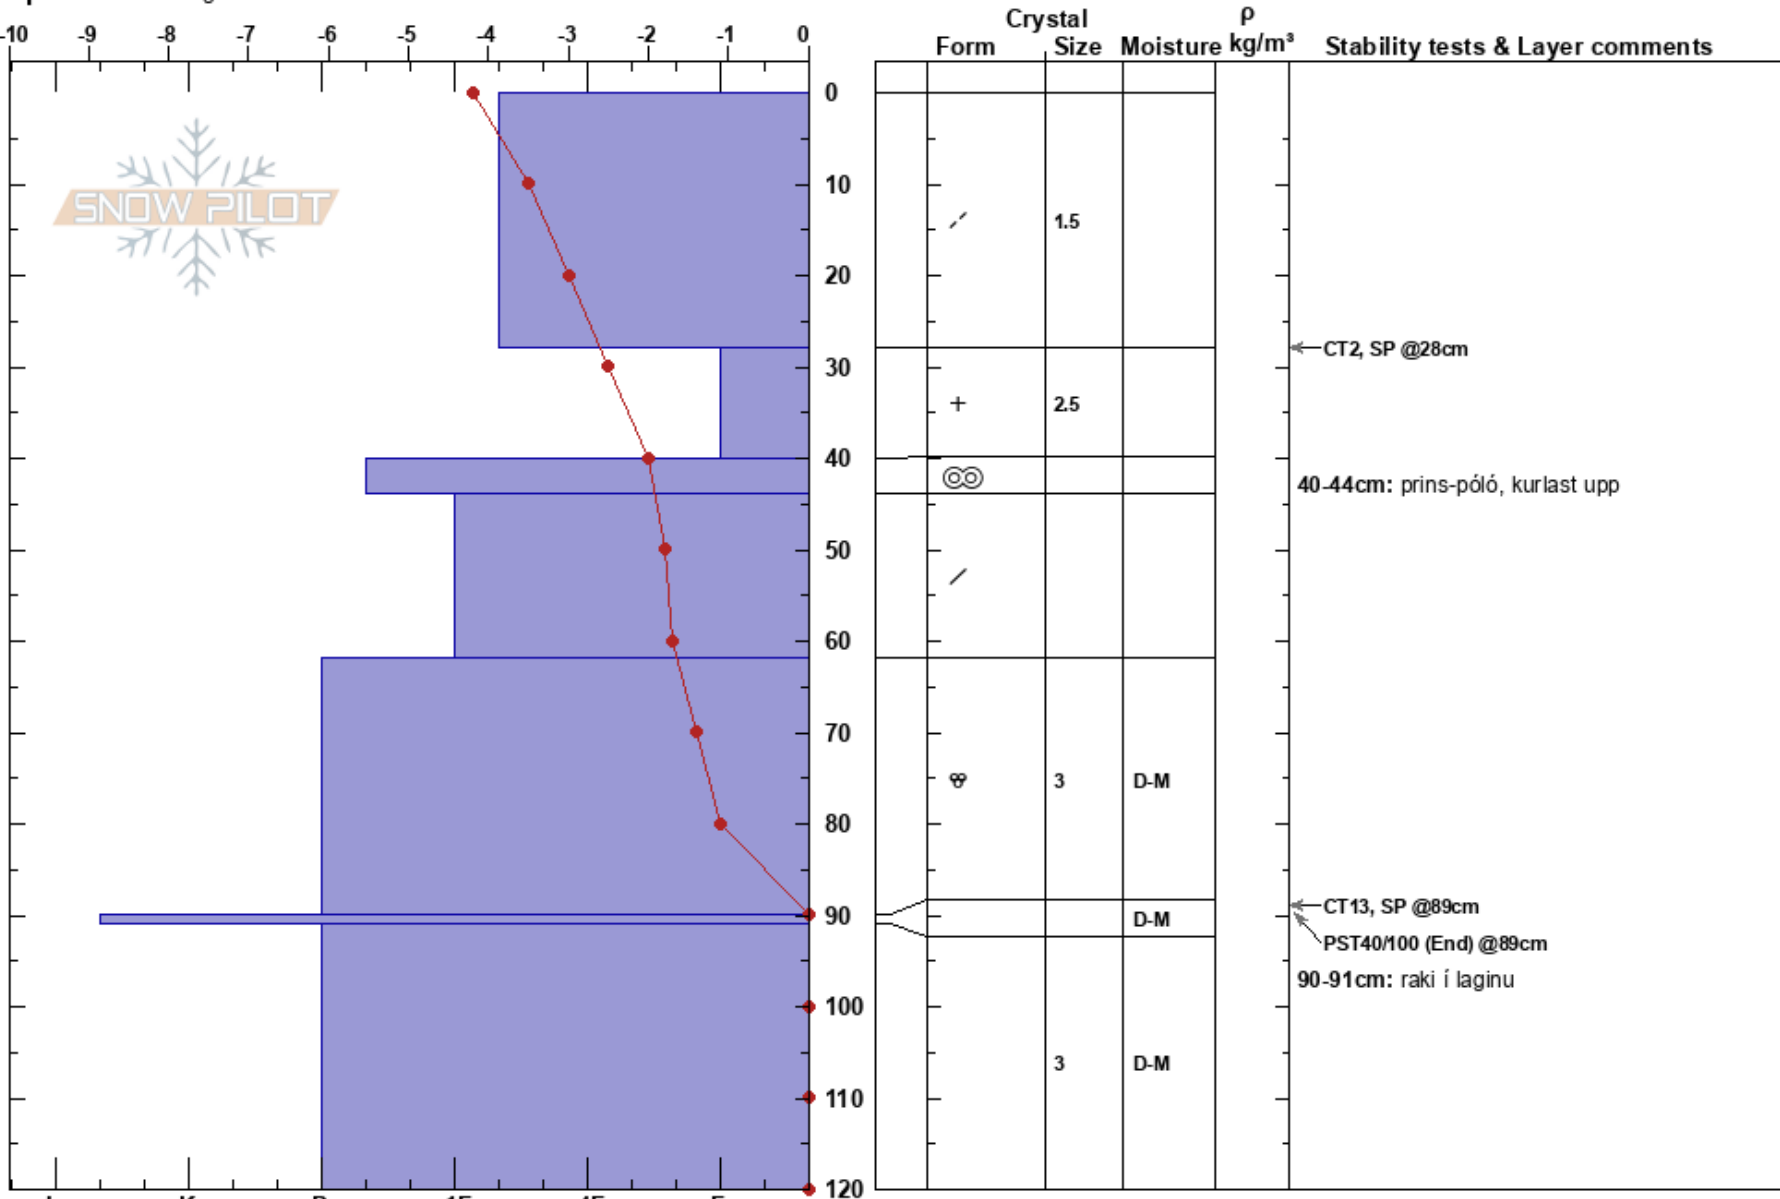 -10 -9 -8 -7 -6 -5 -4 -3 -2 -1 0
Crystal
ρ
Form Size Moisture kg/m³ Stability tests & Layer comments
SNOW PILOT
0
10
1.5
20
CT2, SP @28cm
30
2.5
40
40-44cm: prins-póló, kurlast upp
50
60
70
3 D-M
80
CT13, SP @89cm
90 D-M
PST40/100 (End) @89cm
90-91cm: raki í laginu
100
3 D-M
110
120